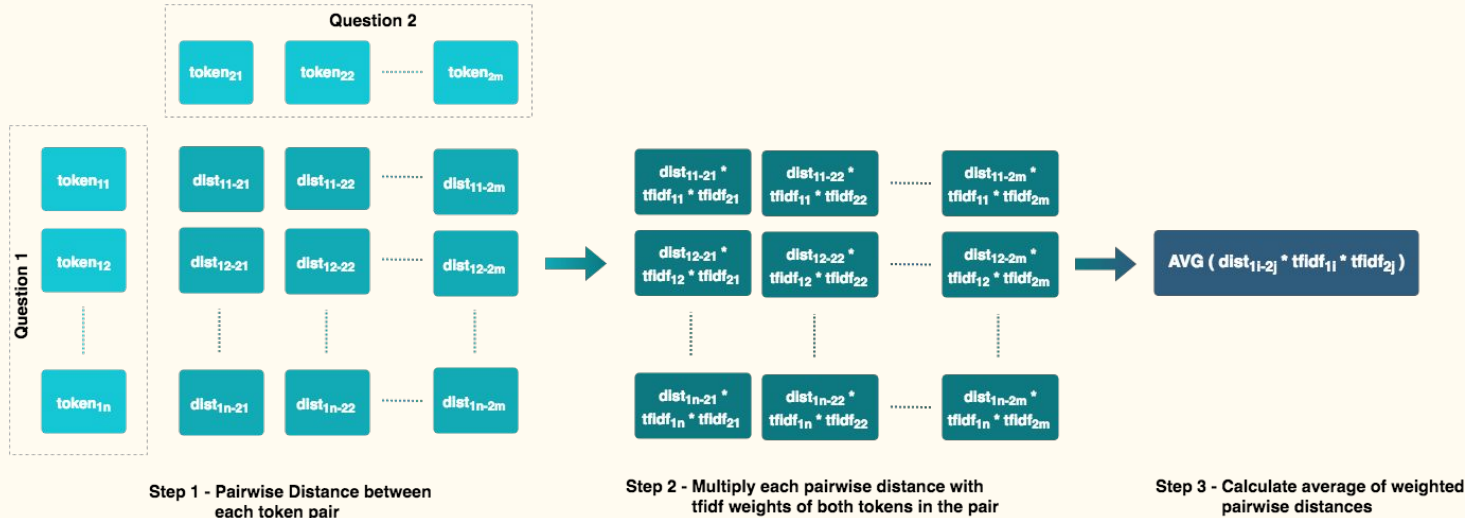 Question 2
token21 token22 token2m
Question 1
token11 dist11-21 dist11-22 dist11-2m
token12 dist12-21 dist12-22 dist12-2m
token1n dist1n-21 dist1n-22 dist1n-2m
dist11-21 * dist11-22 * dist11-2m *
tfidf11 * tfidf21 tfidf11 * tfidf22 tfidf11 * tfidf2m
dist12-21 * dist12-22 * dist12-2m *
tfidf12 * tfidf21 tfidf12 * tfidf22 tfidf12 * tfidf2m
dist1n-21 * dist1n-22 * dist1n-2m *
tfidf1n * tfidf21 tfidf1n * tfidf22 tfidf1n * tfidf2m
AVG ( dist1i-2j * tfidf1i * tfidf2j )
Step 1 - Pairwise Distance between
each token pair
Step 2 - Multiply each pairwise distance with
tfidf weights of both tokens in the pair
Step 3 - Calculate average of weighted
pairwise distances